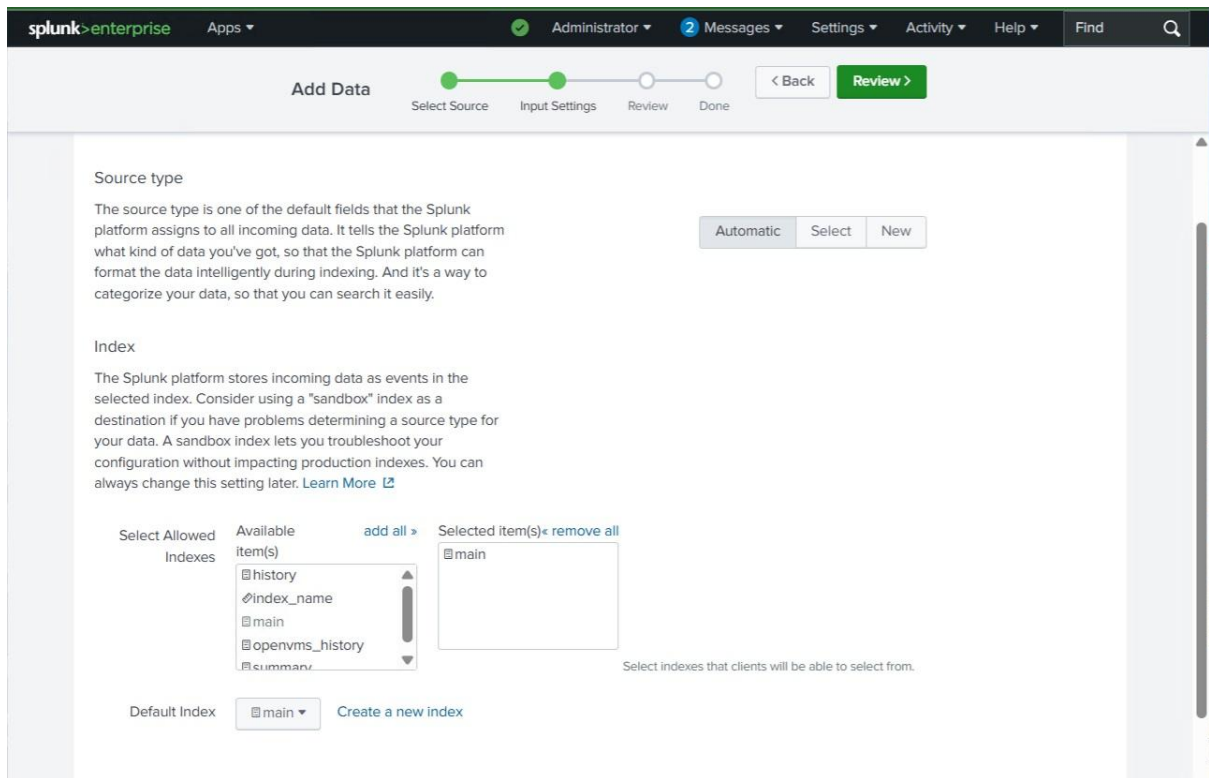 splunk>enterprise Apps Administrator 2 Messages Settings Activity Help Find
Add Data
Select Source Input Settings Review Done
< Back Review >
Source type
The source type is one of the default fields that the Splunk
platform assigns to all incoming data. It tells the Splunk platform
what kind of data you've got, so that the Splunk platform can
format the data intelligently during indexing. And it's a way to
categorize your data, so that you can search it easily.
Automatic Select New
Index
The Splunk platform stores incoming data as events in the
selected index. Consider using a "sandbox" index as a
destination if you have problems determining a source type for
your data. A sandbox index lets you troubleshoot your
configuration without impacting production indexes. You can
always change this setting later. Learn More
Select Allowed
Indexes
Available
item(s)
add all »
Selected item(s)« remove all
history
index_name
main
openvms_history
summary
main
Select indexes that clients will be able to select from.
Default Index main Create a new index